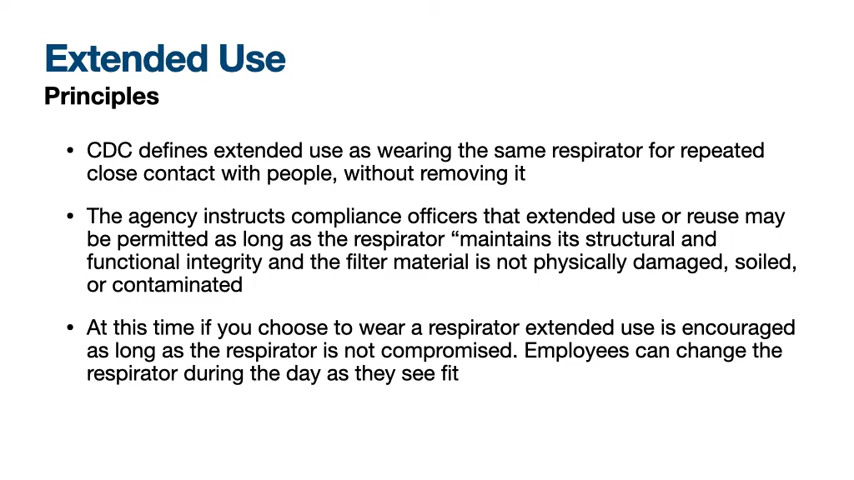 Extended Use
Principles
• CDC defines extended use as wearing the same respirator for repeated
close contact with people, without removing it
• The agency instructs compliance officers that extended use or reuse may
be permitted as long as the respirator “maintains its structural and
functional integrity and the filter material is not physically damaged, soiled,
or contaminated
• At this time if you choose to wear a respirator extended use is encouraged
as long as the respirator is not compromised. Employees can change the
respirator during the day as they see fit